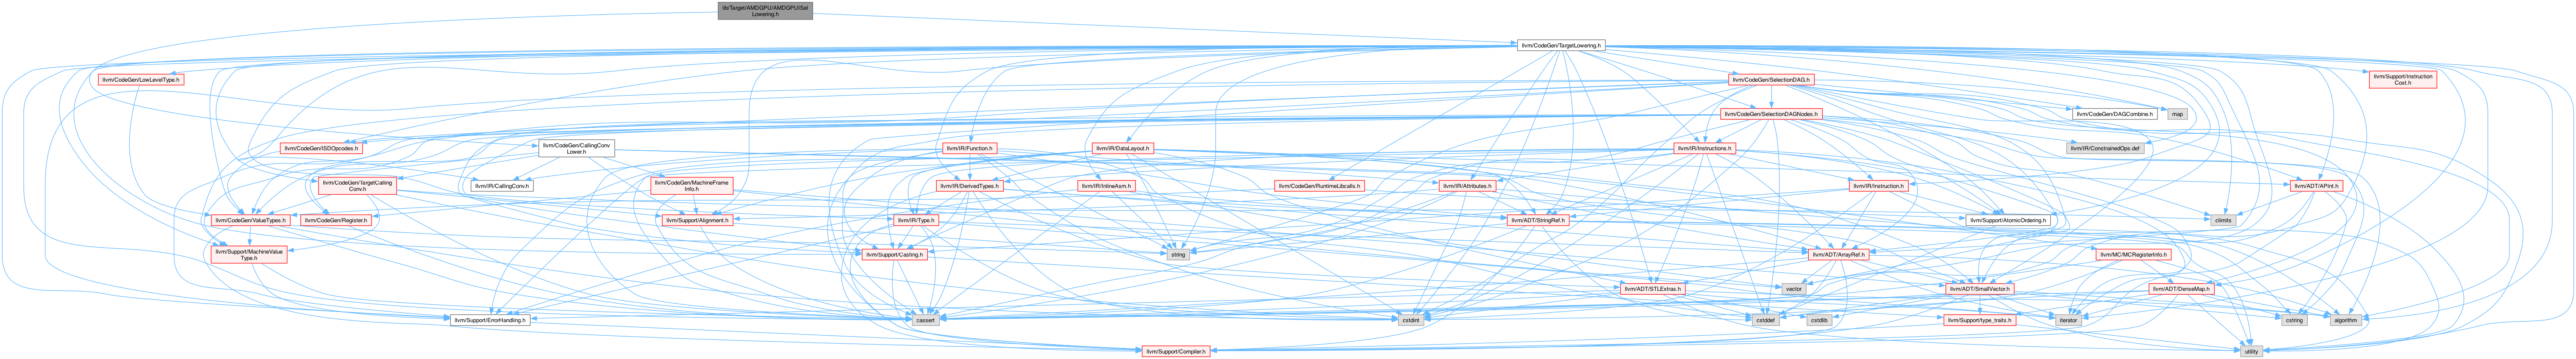 lib/Target/AMDGPU/AMDGPUISel
Lowering.h
llvm/CodeGen/TargetLowering.h
llvm/CodeGen/LowLevelType.h
llvm/CodeGen/SelectionDAG.h
llvm/Support/Instruction
Cost.h
llvm/CodeGen/SelectionDAGNodes.h
llvm/CodeGen/DAGCombine.h
map
llvm/CodeGen/ISDOpcodes.h
llvm/CodeGen/CallingConv
Lower.h
llvm/IR/Function.h
llvm/IR/DataLayout.h
llvm/IR/Instructions.h
llvm/IR/ConstrainedOps.def
llvm/CodeGen/TargetCalling
Conv.h
llvm/IR/CallingConv.h
llvm/CodeGen/MachineFrame
Info.h
llvm/IR/DerivedTypes.h
llvm/IR/InlineAsm.h
llvm/CodeGen/RuntimeLibcalls.h
llvm/IR/Attributes.h
llvm/IR/Instruction.h
llvm/ADT/APInt.h
llvm/CodeGen/ValueTypes.h
llvm/CodeGen/Register.h
llvm/Support/Alignment.h
llvm/IR/Type.h
llvm/ADT/StringRef.h
llvm/Support/AtomicOrdering.h
climits
llvm/Support/MachineValue
Type.h
llvm/Support/Casting.h
string
llvm/ADT/ArrayRef.h
llvm/MC/MCRegisterInfo.h
llvm/ADT/STLExtras.h
vector
llvm/ADT/SmallVector.h
llvm/ADT/DenseMap.h
llvm/Support/ErrorHandling.h
cassert
cstdint
cstddef
cstdlib
llvm/Support/type_traits.h
iterator
cstring
algorithm
llvm/Support/Compiler.h
utility